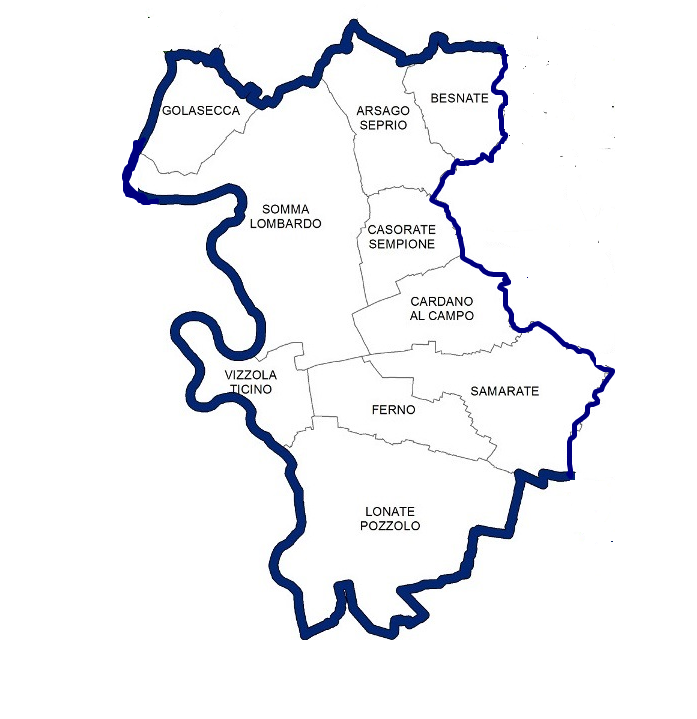 GOLASECCA
ARSAGO
SEPRIO
BESNATE
SOMMA
LOMBARDO
CASORATE
SEMPIONE
CARDANO
AL CAMPO
VIZZOLA
TICINO
FERNO
SAMARATE
LONATE
POZZOLO